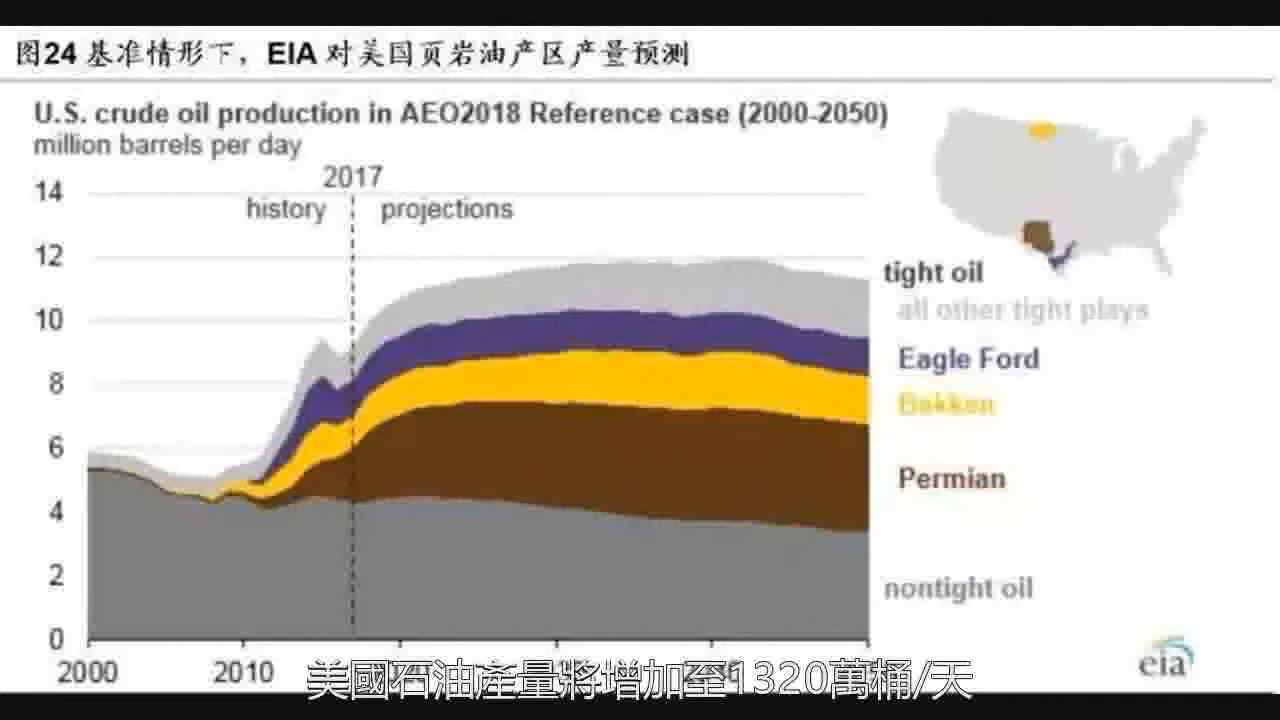 图24 基准情形下，EIA 对美国页岩油产区产量预测
U.S. crude oil production in AEO2018 Reference case (2000-2050)
million barrels per day
2017
history
projections
14
12
10
8
6
4
2
0
tight oil
all other tight plays
Eagle Ford
Bakken
Permian
nontight oil
2000
2010
eia
美國石油產量將增加至1320萬桶/天